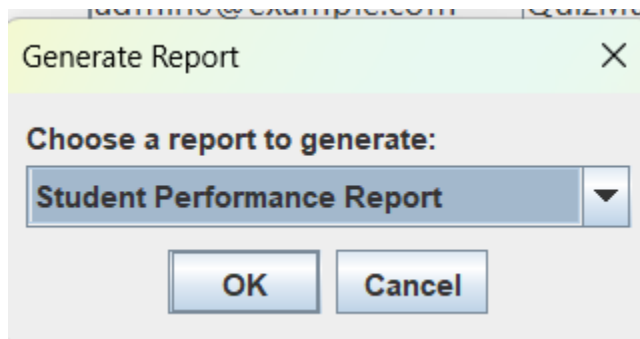 Generate Report
Choose a report to generate:
Student Performance Report
OK
Cancel